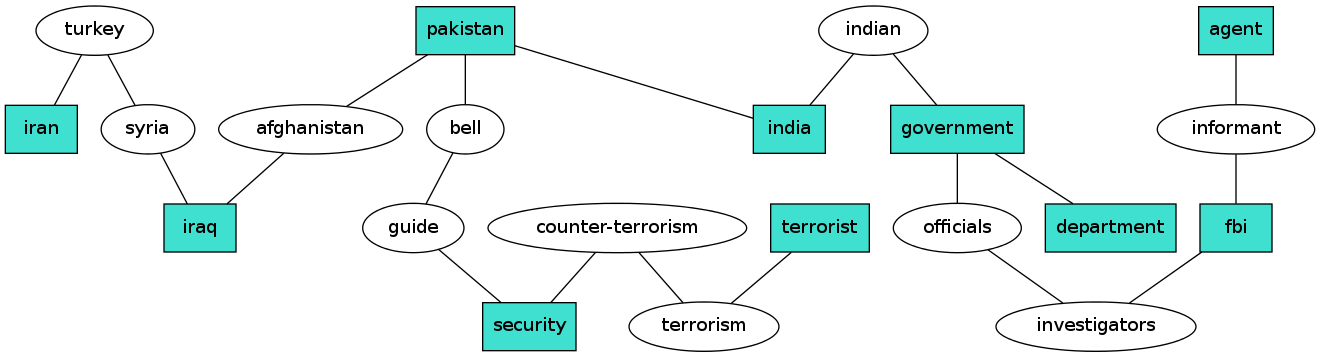 turkey
pakistan
indian
agent
iran
syria
afghanistan
bell
india
government
informant
iraq
guide
counter-terrorism
terrorist
officials
department
fbi
security
terrorism
investigators